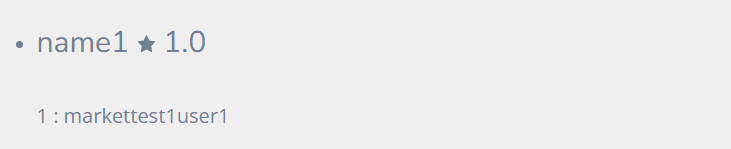 • name1 ★ 1.0
1 : markettest1user1